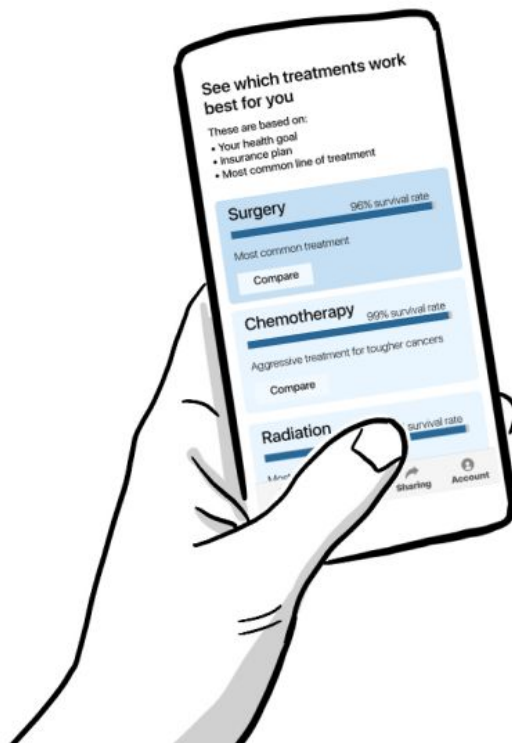 See which treatments work
best for you
These are based on:
• Your health goal
• Insurance plan
• Most common line of treatment
Surgery
96% survival rate
Most common treatment
Compare
Chemotherapy
99% survival rate
Aggressive treatment for tougher cancers
Compare
Radiation
survival rate
Most
Sharing
Account